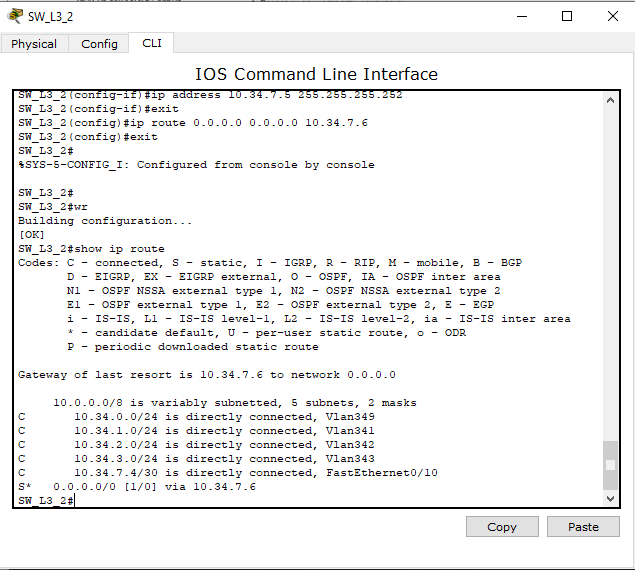 SW_L3_2
Physical Config CLI
IOS Command Line Interface
SW_L3_2(config-if)#ip address 10.34.7.5 255.255.255.252
SW_L3_2(config-if)#exit
SW_L3_2(config)#ip route 0.0.0.0 0.0.0.0 10.34.7.6
SW_L3_2(config)#exit
SW_L3_2#
%SYS-5-CONFIG_I: Configured from console by console
SW_L3_2#
SW_L3_2#wr
Building configuration...
[OK]
SW_L3_2#show ip route
Codes: C - connected, S - static, I - IGRP, R - RIP, M - mobile, B - BGP
D - EIGRP, EX - EIGRP external, O - OSPF, IA - OSPF inter area
N1 - OSPF NSSA external type 1, N2 - OSPF NSSA external type 2
E1 - OSPF external type 1, E2 - OSPF external type 2, E - EGP
i - IS-IS, L1 - IS-IS level-1, L2 - IS-IS level-2, ia - IS-IS inter area
* - candidate default, U - per-user static route, o - ODR
P - periodic downloaded static route
Gateway of last resort is 10.34.7.6 to network 0.0.0.0
10.0.0.0/8 is variably subnetted, 5 subnets, 2 masks
C 10.34.0.0/24 is directly connected, Vlan349
C 10.34.1.0/24 is directly connected, Vlan341
C 10.34.2.0/24 is directly connected, Vlan342
C 10.34.3.0/24 is directly connected, Vlan343
C 10.34.7.4/30 is directly connected, FastEthernet0/10
S* 0.0.0.0/0 [1/0] via 10.34.7.6
SW_L3_2#
Copy Paste